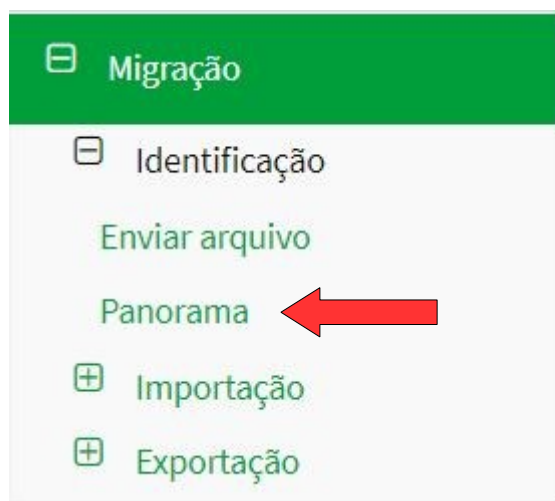 Migração
Identificação
Enviar arquivo
Panorama
Importação
Exportação